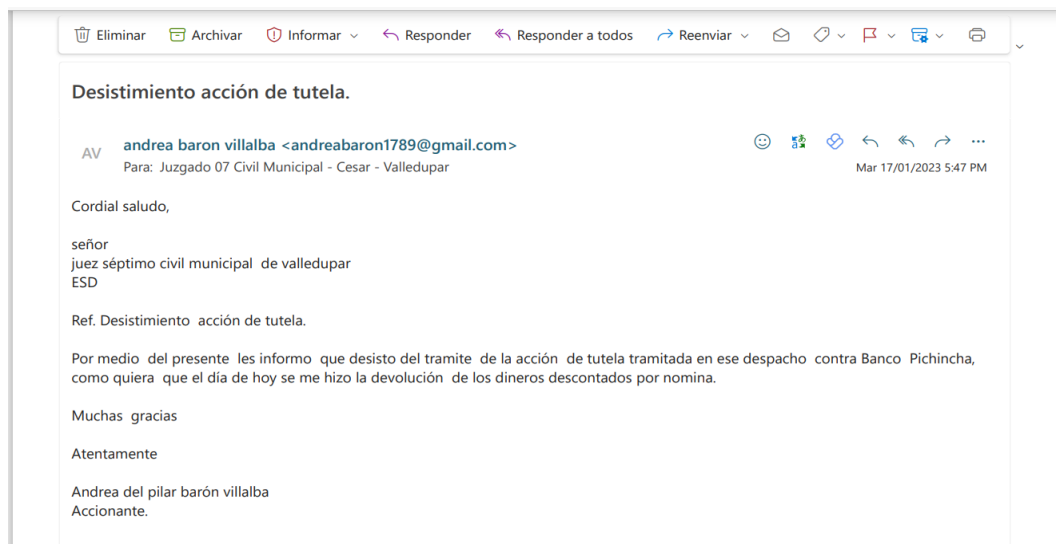 Eliminar Archivar Informar Responder Responder a todos Reenviar
Desistimiento acción de tutela.
AV
andrea baron villalba <andreabaron1789@gmail.com>
Para: Juzgado 07 Civil Municipal - Cesar - Valledupar
Mar 17/01/2023 5:47 PM
Cordial saludo,
señor
juez séptimo civil municipal de valledupar
ESD
Ref. Desistimiento acción de tutela.
Por medio del presente les informo que desisto del tramite de la acción de tutela tramitada en ese despacho contra Banco Pichincha,
como quiera que el día de hoy se me hizo la devolución de los dineros descontados por nomina.
Muchas gracias
Atentamente
Andrea del pilar barón villalba
Accionante.